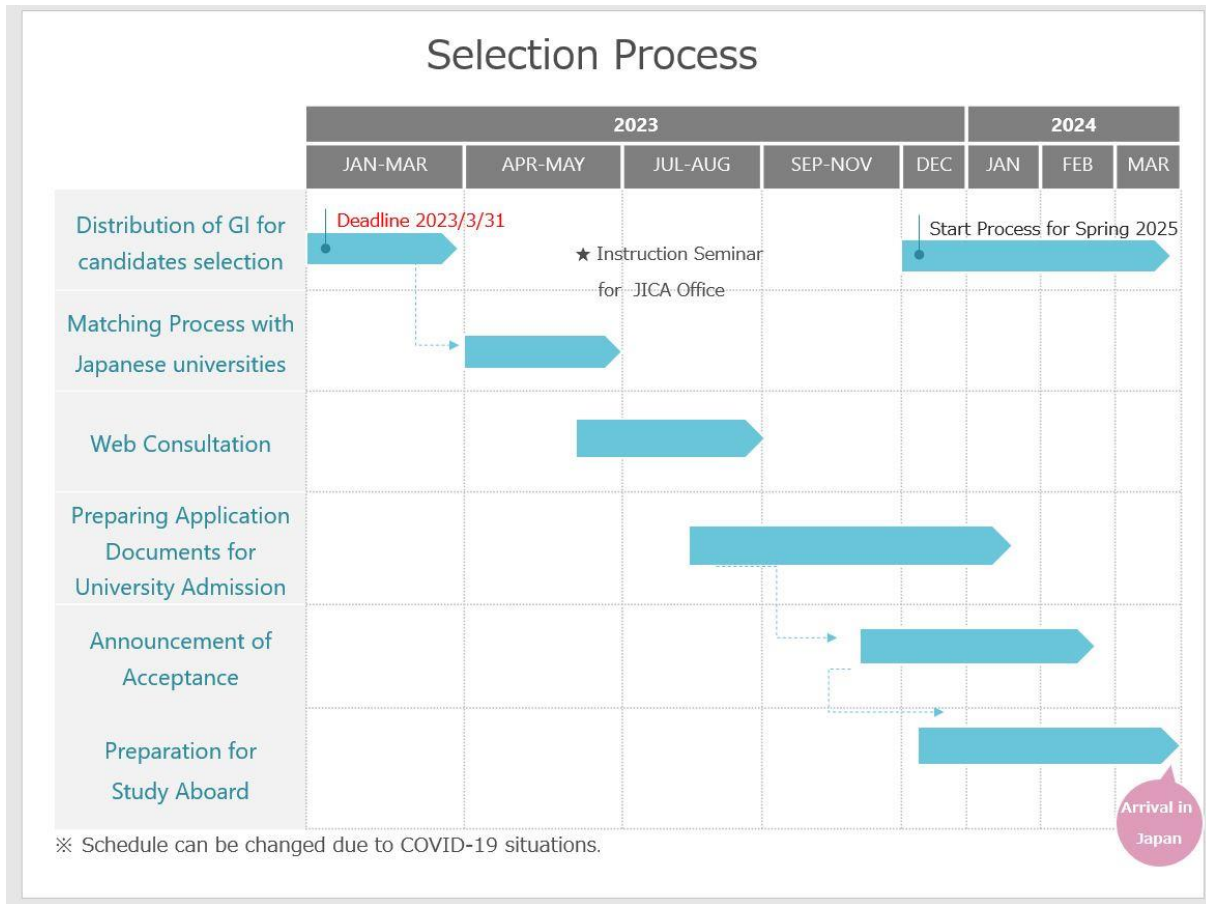 Selection Process
2023
2024
JAN-MAR
APR-MAY
JUL-AUG
SEP-NOV
DEC
JAN
FEB
MAR
Distribution of GI for
candidates selection
Deadline 2023/3/31
★ Instruction Seminar
for JICA Office
Start Process for Spring 2025
Matching Process with
Japanese universities
Web Consultation
Preparing Application
Documents for
University Admission
Announcement of
Acceptance
Preparation for
Study Aboard
Arrival in
Japan
※ Schedule can be changed due to COVID-19 situations.